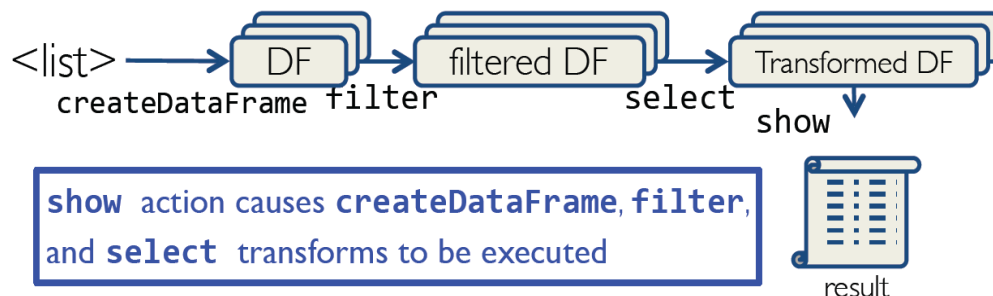 <list>
DF
filtered DF
Transformed DF
createDataFrame
filter
select
show
show action causes createDataFrame, filter,
and select transforms to be executed
result